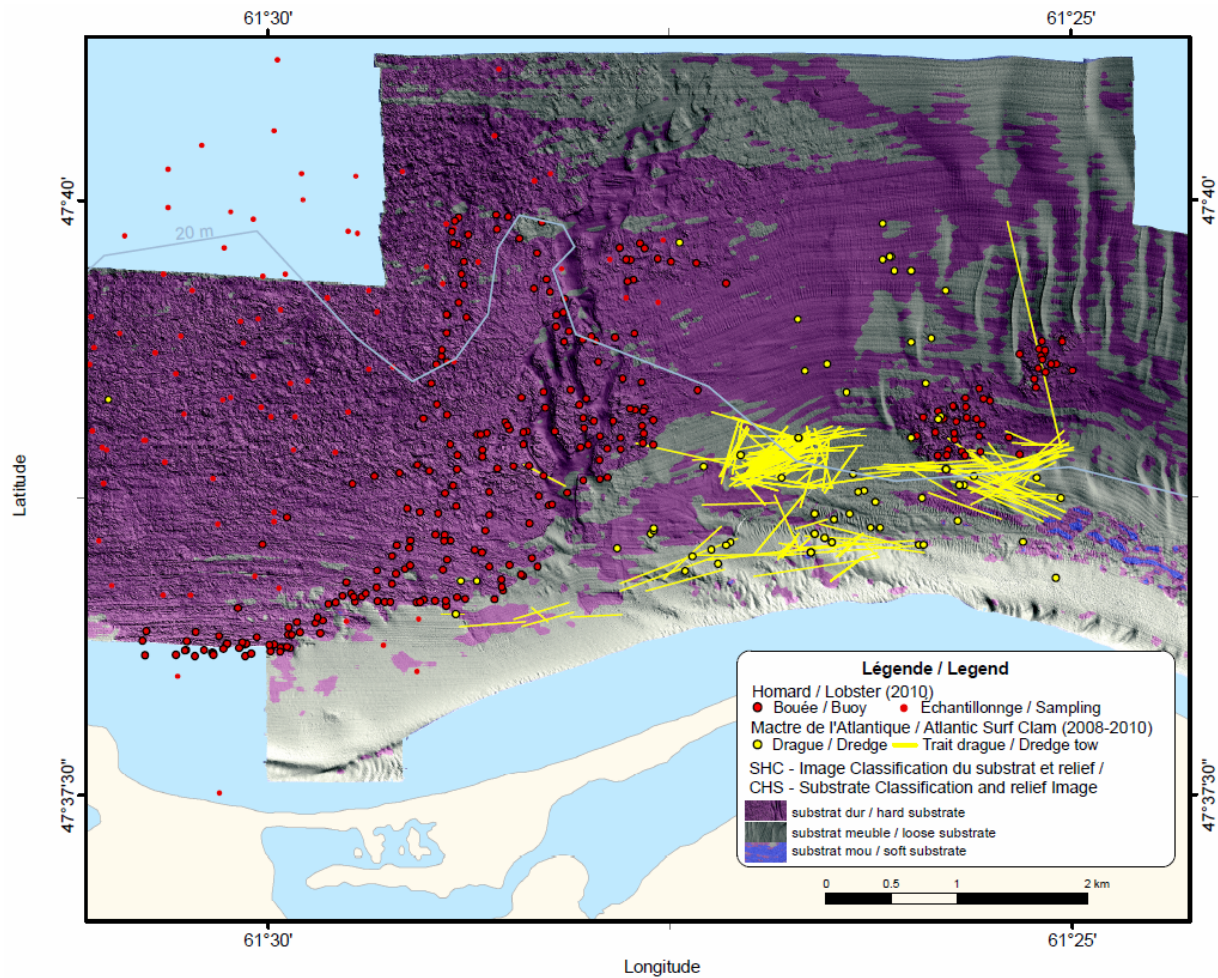 61°30'
61°25'
47°40'
47°40'
20 m
Latitude
Légende / Legend
Homard / Lobster (2010)
Bouée / Buoy Échantillonnge / Sampling
Mactre de l'Atlantique / Atlantic Surf Clam (2008-2010)
Drague / Dredge Trait drague / Dredge tow
SHC - Image Classification du substrat et relief /
CHS - Substrate Classification and relief Image
substrat dur / hard substrate
substrat meuble / loose substrate
substrat mou / soft substrate
47°37'30"
47°37'30"
0 0.5 1 2 km
61°30'
61°25'
Longitude